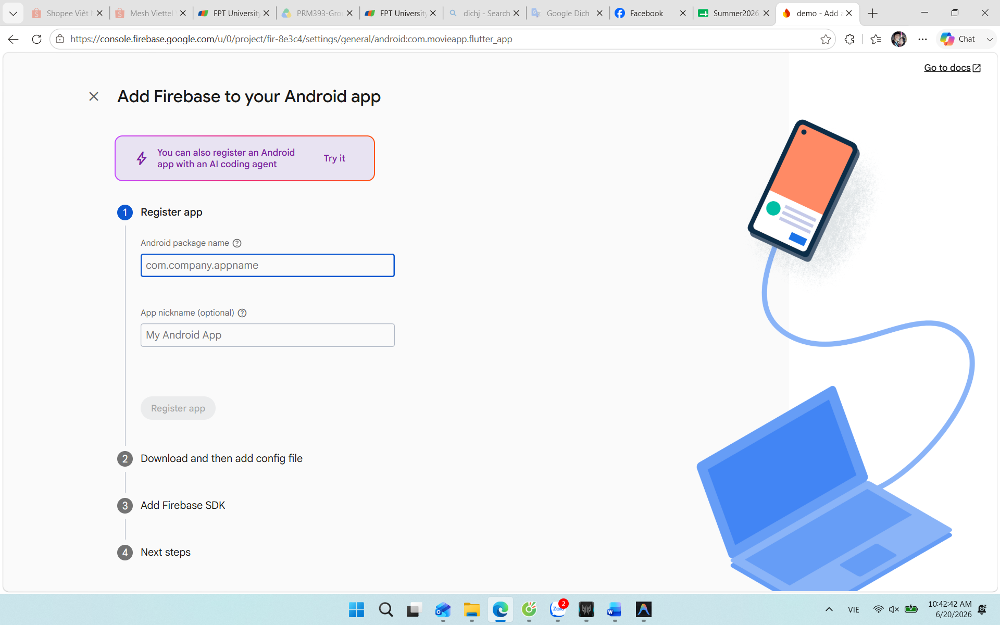 Shopee Việt
Mesh Viettel
FPT University
PRM393-Gro
FPT University
dichj - Search
Google Dịch
Facebook
Summer2026
demo - Add a
https://console.firebase.google.com/u/0/project/fir-8e3c4/settings/general/android:com.movieapp.flutter_app
Chat
Go to docs
Add Firebase to your Android app
You can also register an Android
app with an AI coding agent
Try it
1 Register app
Android package name
com.company.appname
App nickname (optional)
My Android App
Register app
2 Download and then add config file
3 Add Firebase SDK
4 Next steps
Zalo
2
VIE
10:42:42 AM
6/20/2026